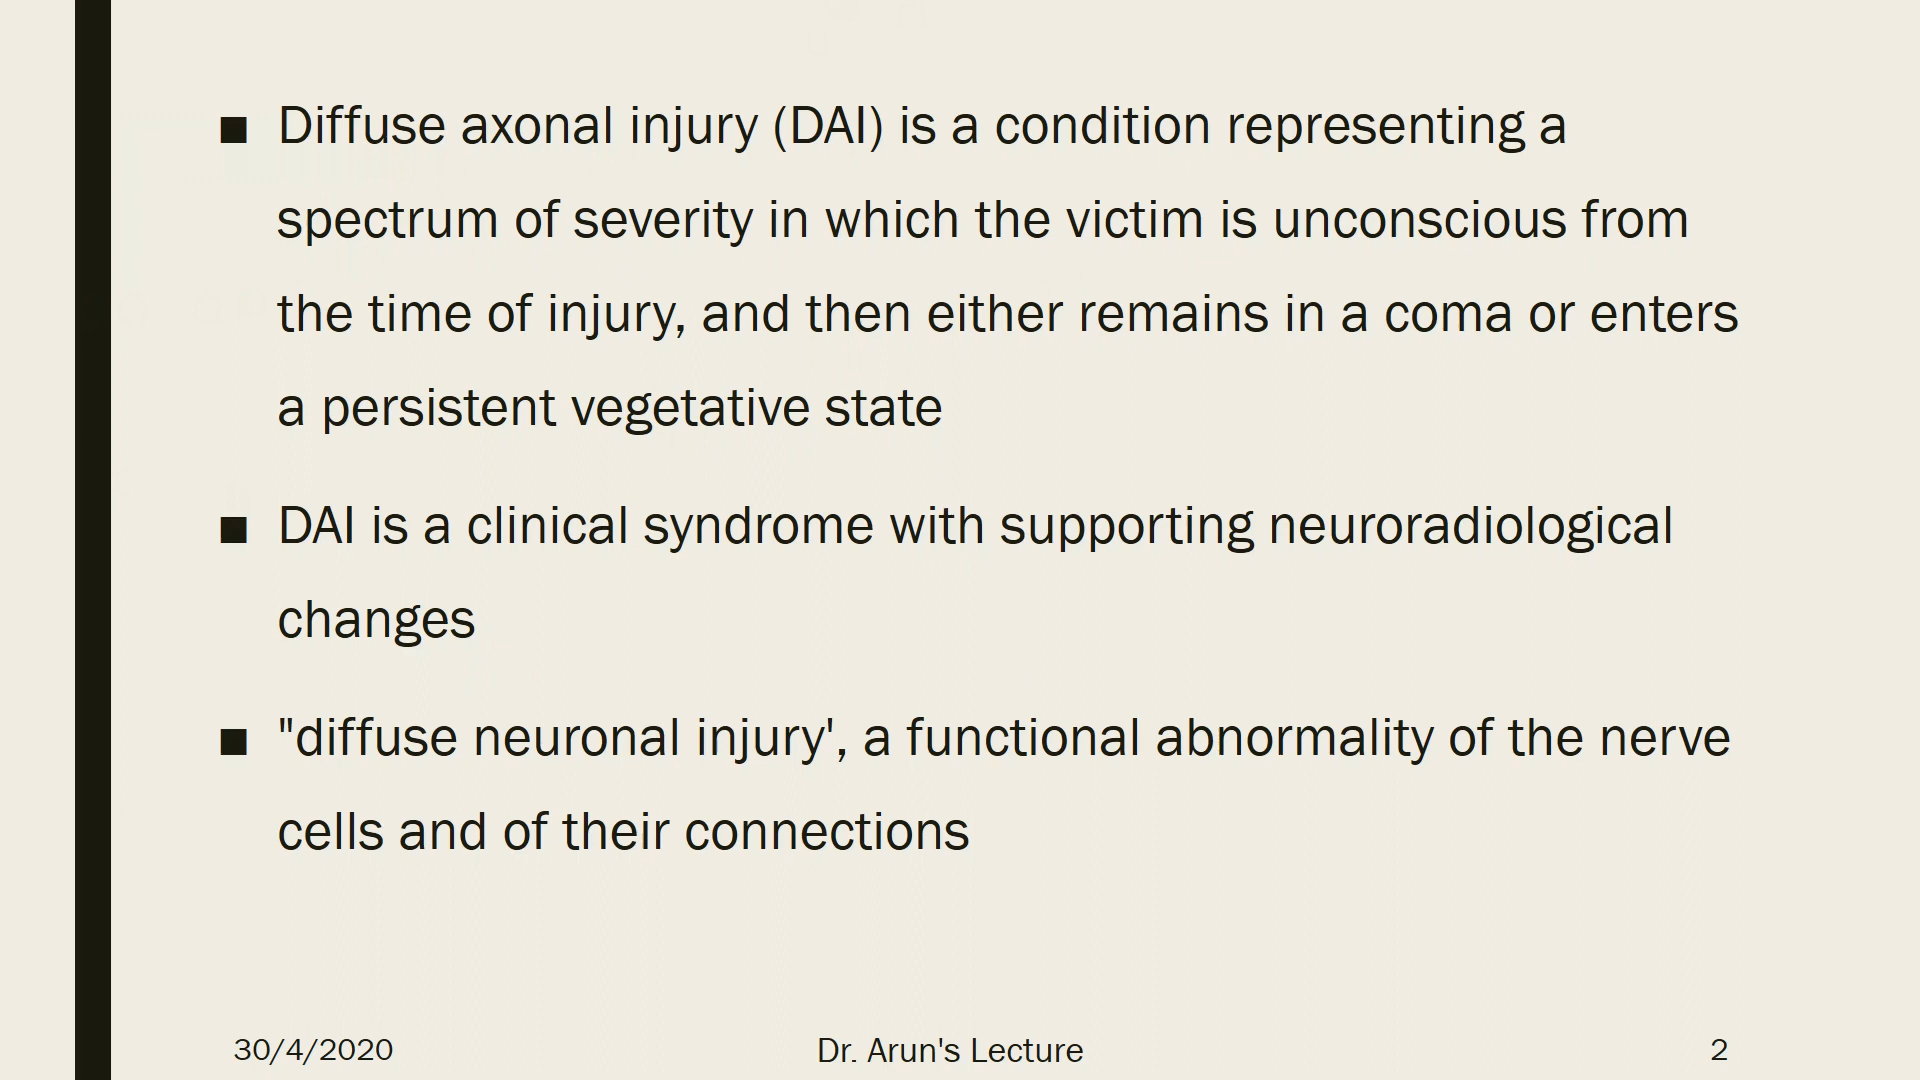 ■ Diffuse axonal injury (DAI) is a condition representing a
spectrum of severity in which the victim is unconscious from
the time of injury, and then either remains in a coma or enters
a persistent vegetative state
■ DAI is a clinical syndrome with supporting neuroradiological
changes
■ "diffuse neuronal injury', a functional abnormality of the nerve
cells and of their connections
30/4/2020
Dr. Arun's Lecture
2